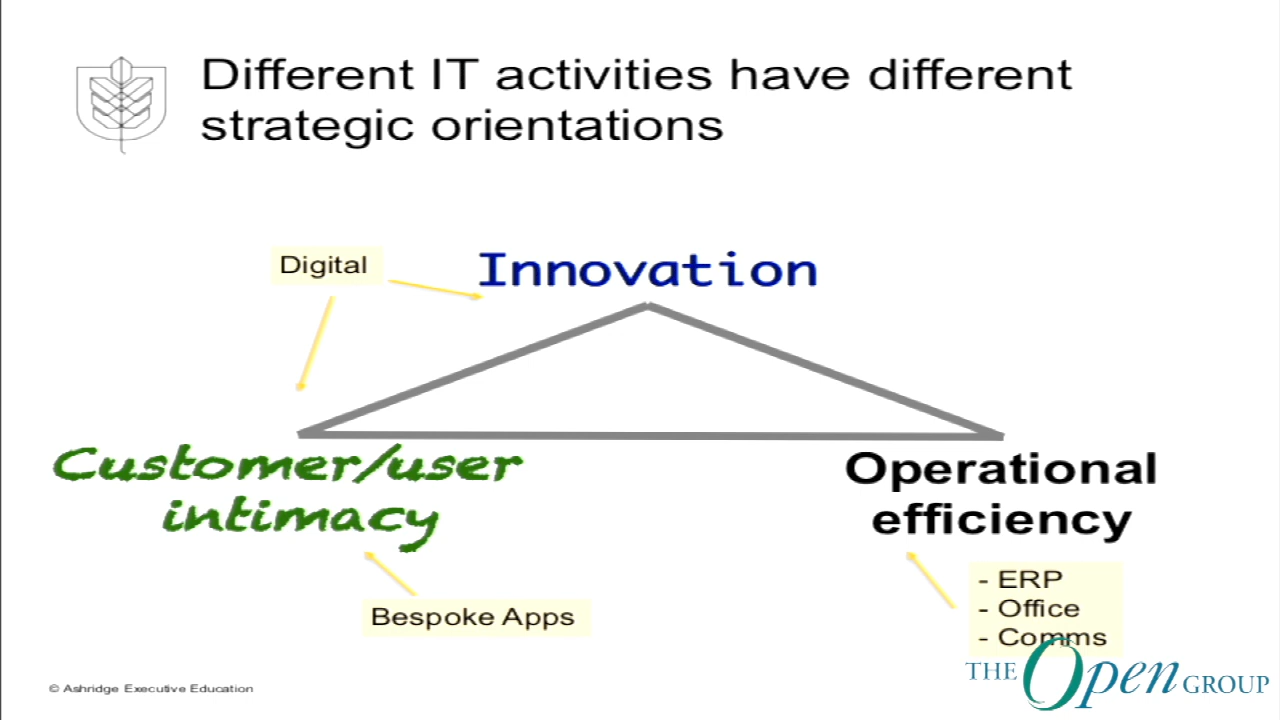 Different IT activities have different
strategic orientations
Digital
Innovation
Customer/user
intimacy
Operational
efficiency
Bespoke Apps
- ERP
- Office
- Comms
© Ashridge Executive Education
THE Open GROUP